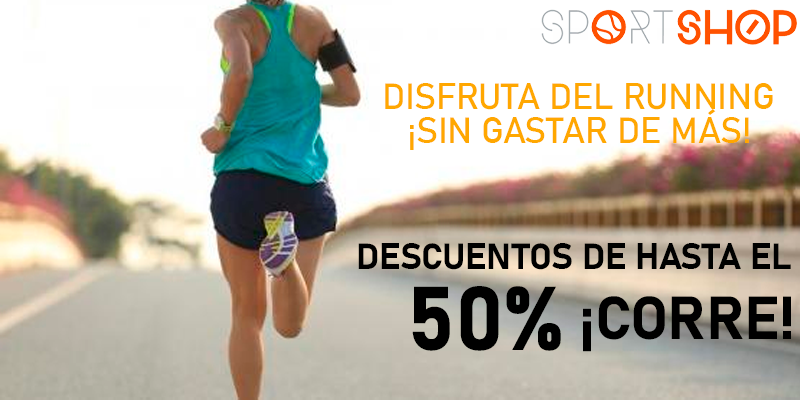 SPORTSHOP
DISFRUTA DEL RUNNING
¡SIN GASTAR DE MÁS!
DESCUENTOS DE HASTA EL
50% ¡CORRE!